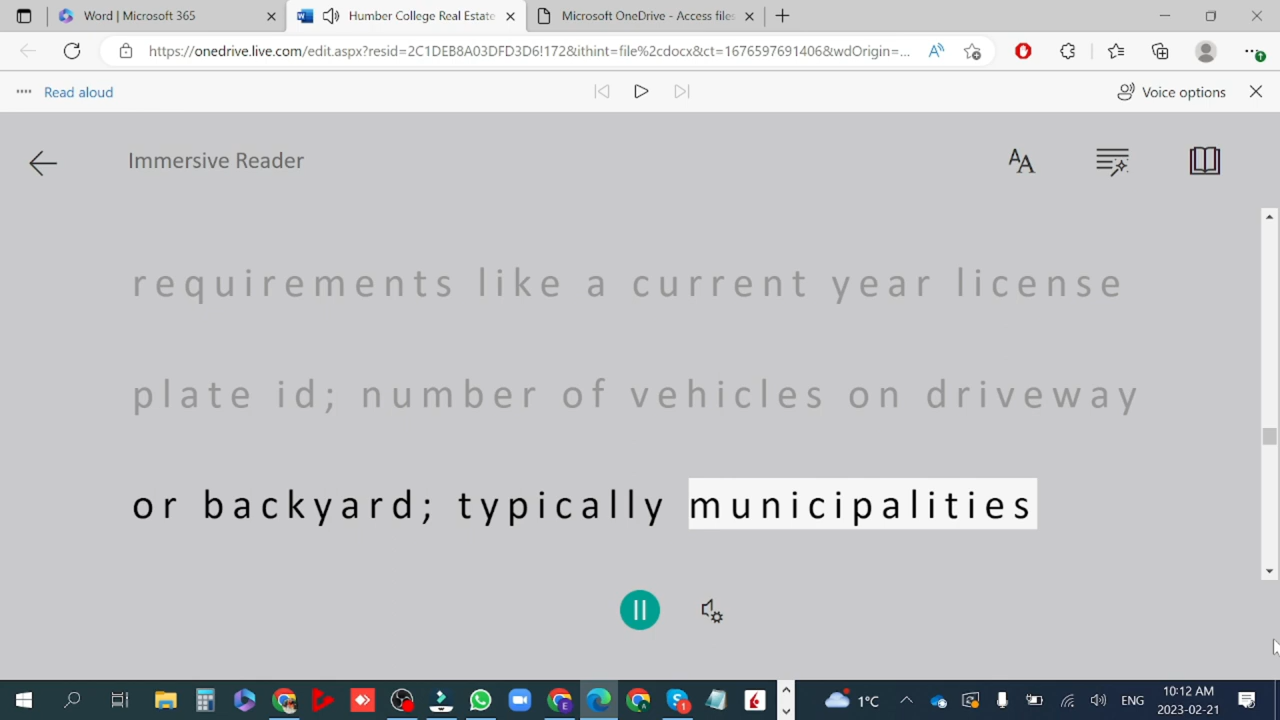 Word | Microsoft 365
Humber College Real Estate
Microsoft OneDrive - Access files
https://onedrive.live.com/edit.aspx?resid=2C1DEB8A03DFD3D6!172&ithint=file%2cdocx&ct=1676597691406&wdOrigin=...
Read aloud
Voice options
Immersive Reader
requirements like a current year license
plate id; number of vehicles on driveway
or backyard; typically municipalities
1°C
ENG
10:12 AM
2023-02-21